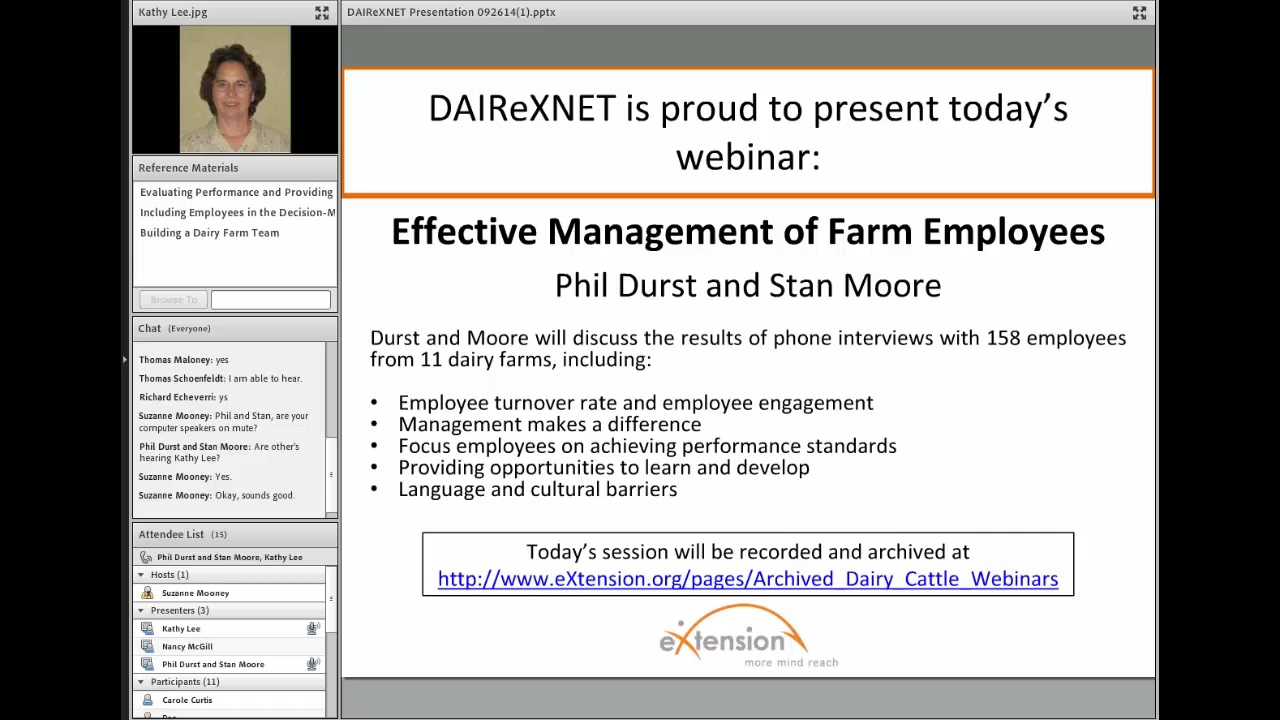 Kathy Lee.jpg
DAIReXNET Presentation 092614(1).pptx
DAIReXNET is proud to present today's
webinar:
Effective Management of Farm Employees
Phil Durst and Stan Moore
Durst and Moore will discuss the results of phone interviews with 158 employees
from 11 dairy farms, including:
• Employee turnover rate and employee engagement
• Management makes a difference
• Focus employees on achieving performance standards
• Providing opportunities to learn and develop
• Language and cultural barriers
Today's session will be recorded and archived at
http://www.eXtension.org/pages/Archived_Dairy_Cattle_Webinars
eXtension
more mind reach
Reference Materials
Evaluating Performance and Providing
Including Employees in the Decision-M
Building a Dairy Farm Team
Browse To
Chat (Everyone)
Thomas Maloney: yes
Thomas Schoenfeldt: I am able to hear.
Richard Echeverri: ys
Suzanne Mooney: Phil and Stan, are your
computer speakers on mute?
Phil Durst and Stan Moore: Are other's
hearing Kathy Lee?
Suzanne Mooney: Yes.
Suzanne Mooney: Okay, sounds good.
Attendee List (15)
Phil Durst and Stan Moore, Kathy Lee
Hosts (1)
Suzanne Mooney
Presenters (3)
Kathy Lee
Nancy McGill
Phil Durst and Stan Moore
Participants (11)
Carole Curtis